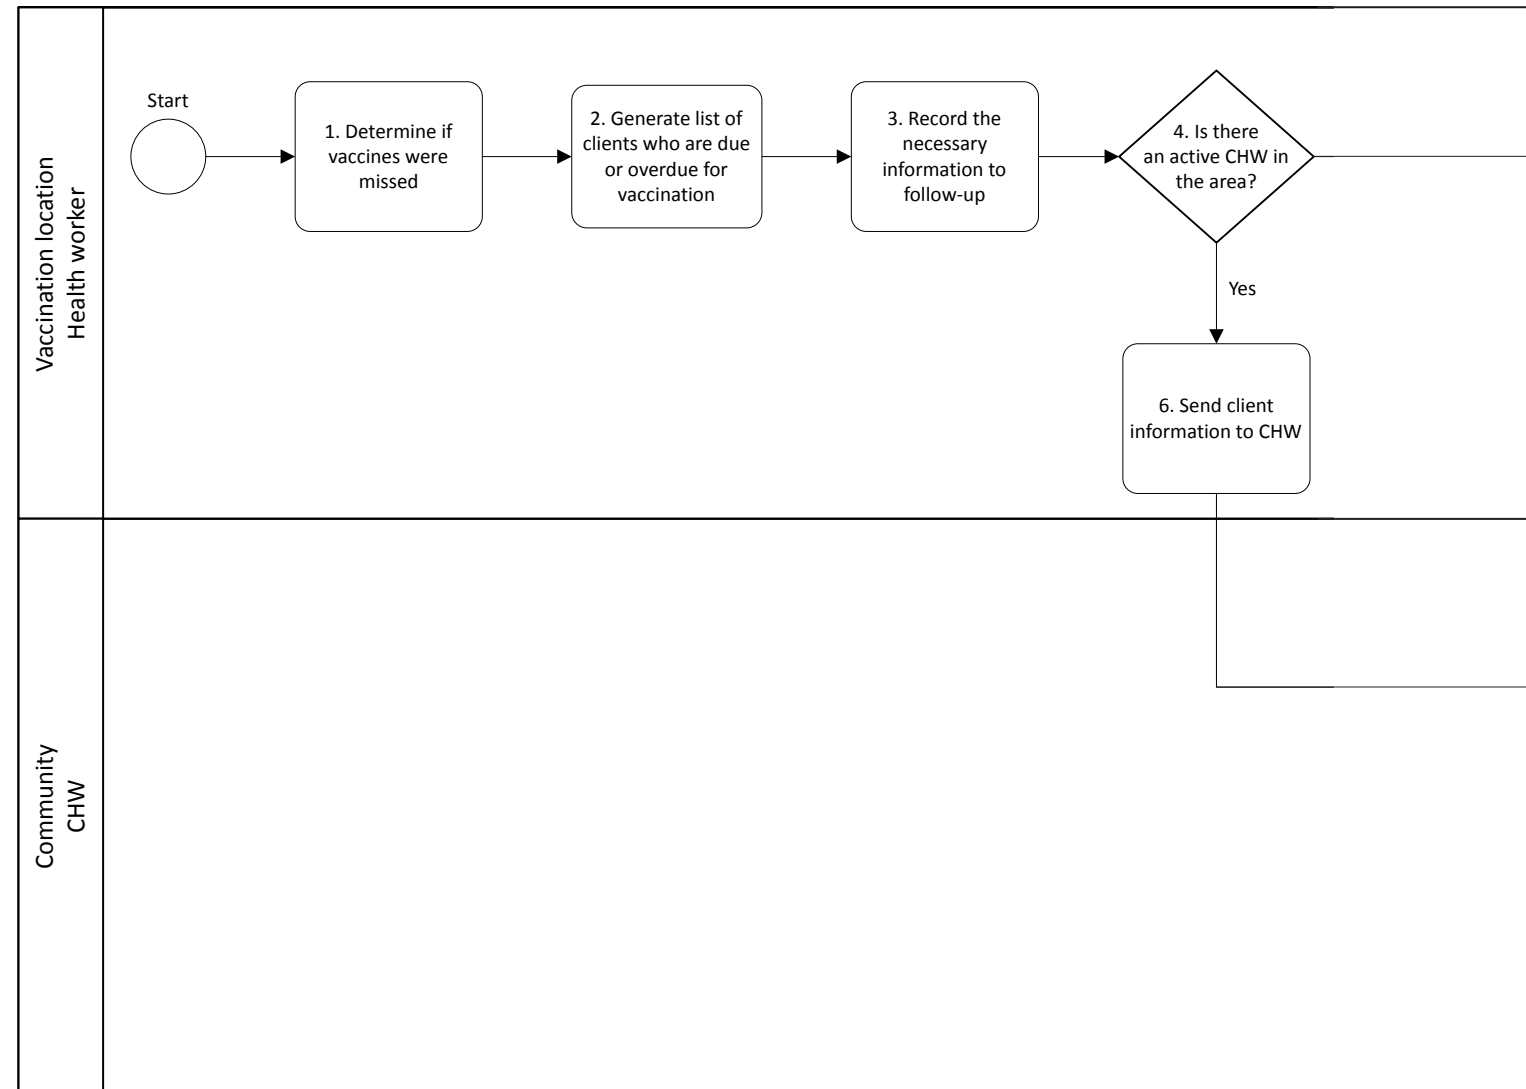 Vaccination location
Health worker
Start
1. Determine if
vaccines were
missed
2. Generate list of
clients who are due
or overdue for
vaccination
3. Record the
necessary
information to
follow-up
4. Is there
an active CHW in
the area?
Yes
6. Send client
information to CHW
Community
CHW